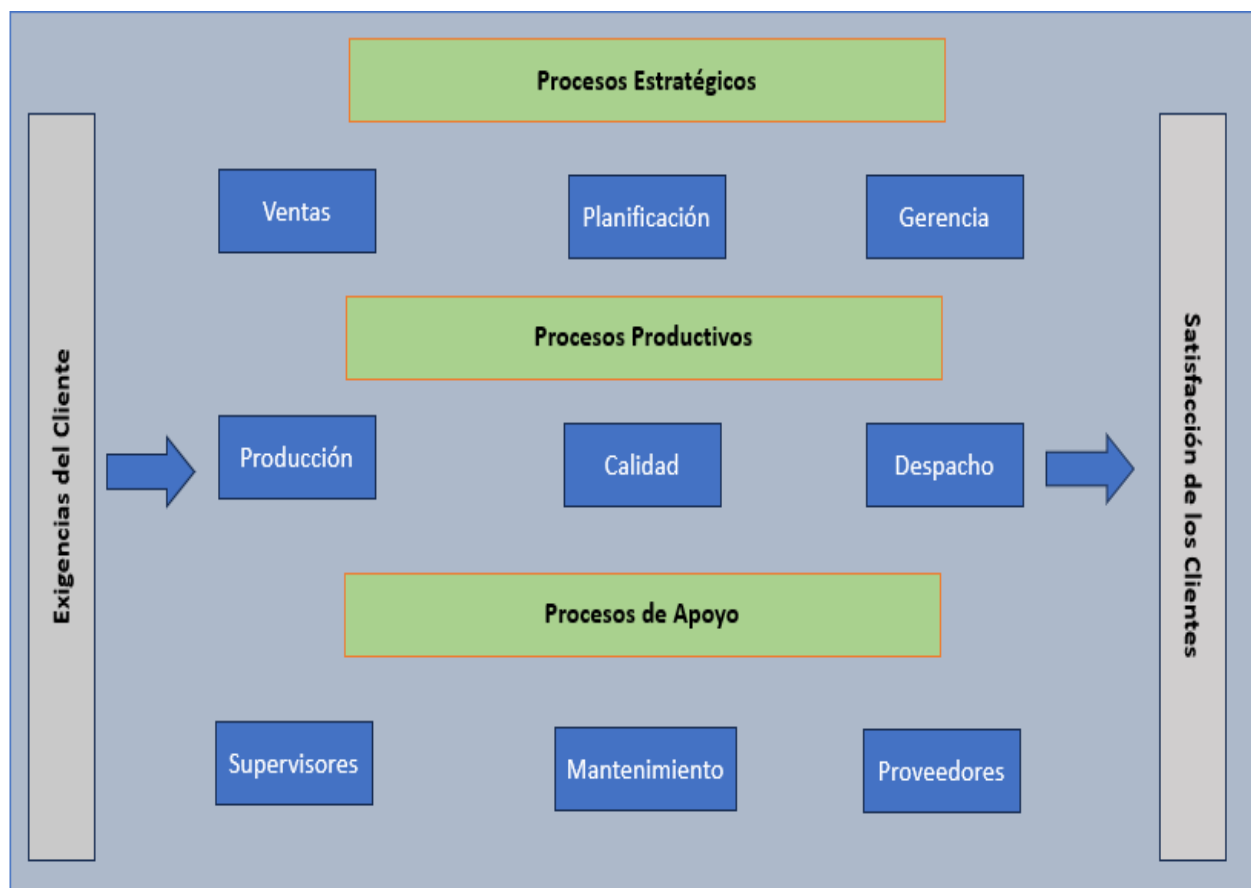 Procesos Estratégicos
Exigencias del Cliente
Ventas
Planificación
Gerencia
Procesos Productivos
Producción
Calidad
Despacho
Procesos de Apoyo
Supervisores
Mantenimiento
Proveedores
Satisfacción de los Clientes